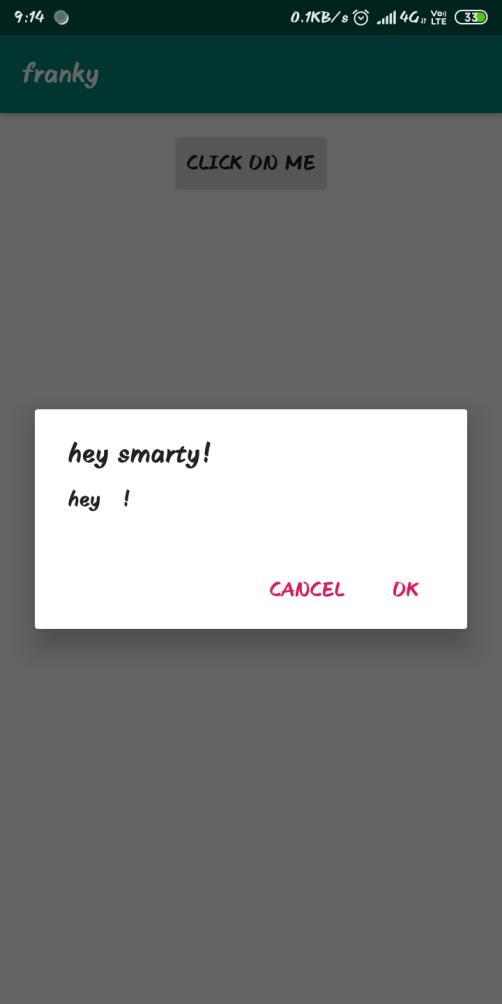 9:14 0.1KB/s 4G Vo) LTE 33
franky
CLICK ON ME
hey smarty!
hey !
CANCEL OK